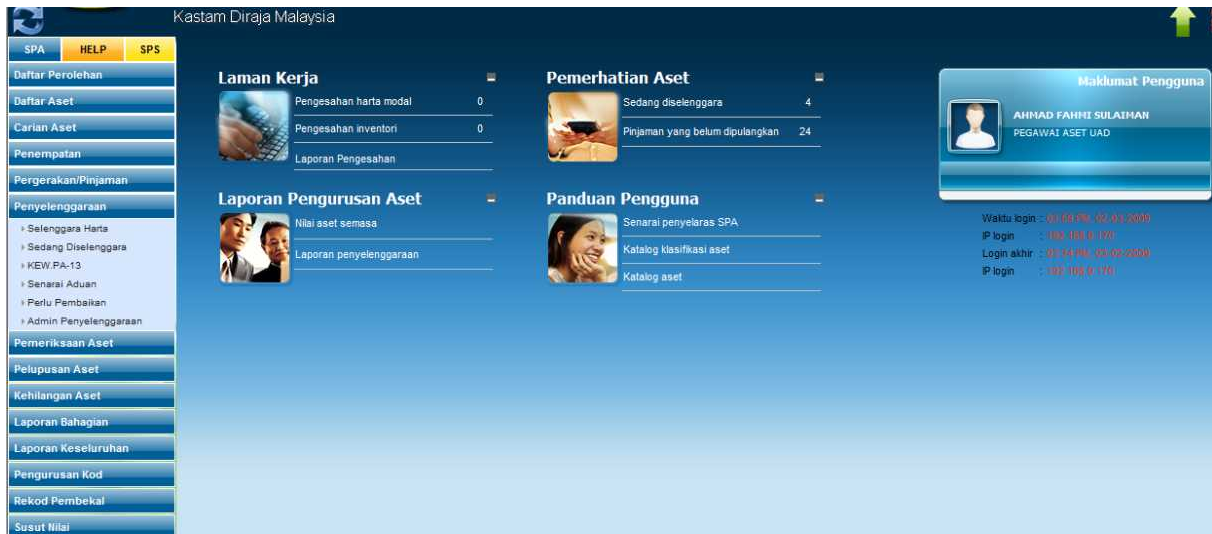 Kastam Diraja Malaysia
SPA HELP SPS
Daftar Perolehan
Daftar Aset
Carian Aset
Penempatan
Pergerakan/Pinjaman
Penyelenggaraan
Selenggara Harta
Sedang Diselenggara
KEW.PA-13
Senarai Aduan
Perlu Pembaikan
Admin Penyelenggaraan
Pemeriksaan Aset
Pelupusan Aset
Kehilangan Aset
Laporan Bahagian
Laporan Keseluruhan
Pengurusan Kod
Rekod Pembekal
Susut Nilai
Laman Kerja
Pengesahan harta modal 0
Pengesahan inventori 0
Laporan Pengesahan
Pemerhatian Aset
Sedang diselenggara 4
Pinjaman yang belum dipulangkan 24
Laporan Pengurusan Aset
Nilai aset semasa
Laporan penyelenggaraan
Panduan Pengguna
Senarai penyelaras SPA
Katalog klasifikasi aset
Katalog aset
Maklumat Pengguna
AHMAD FAHMI SULAIMAN
PEGAWAI ASET UAD
Waktu login :
IP login :
Login akhir :
IP login :